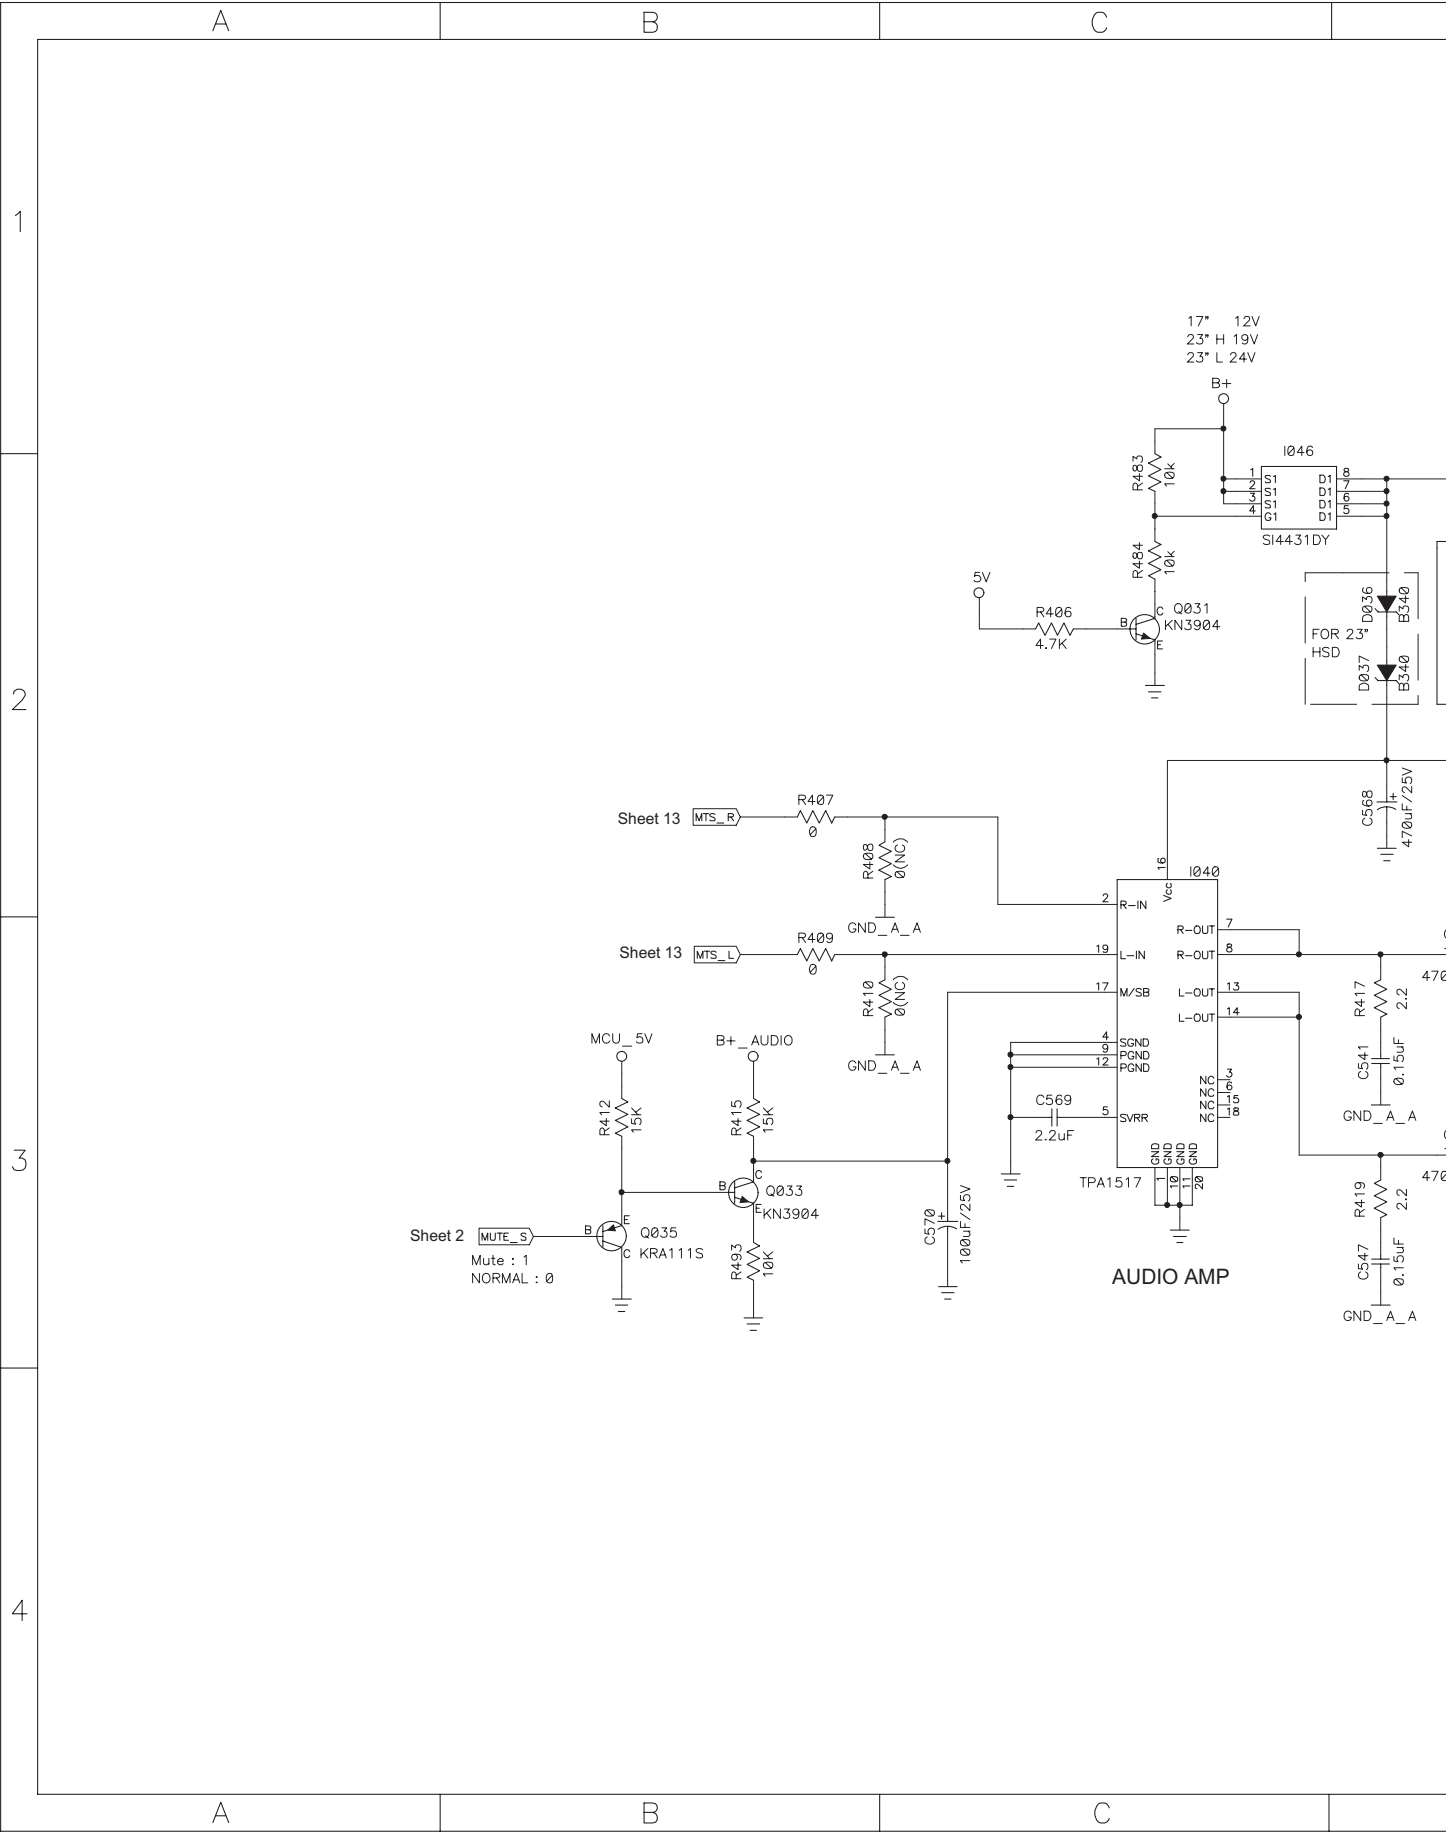 A
B
C
1
2
3
4
17" 12V
23" H 19V
23" L 24V
B+
R483
10k
I046
1 S1
2 S1
3 S1
4 G1
D1 8
D1 7
D1 6
D1 5
SI4431DY
R484
10k
5V
R406
4.7K
B
C
E
Q031
KN3904
FOR 23"
HSD
D036
B340
D037
B340
C568
+
470uF/25V
Sheet 13
MTS_R
R407
0
R408
0(NC)
GND_A_A
Sheet 13
MTS_L
R409
0
R410
0(NC)
GND_A_A
16
Vcc
I040
2 R-IN
19 L-IN
17 M/SB
4 SGND
9 PGND
12 PGND
5 SVRR
R-OUT 7
R-OUT 8
L-OUT 13
L-OUT 14
NC 3
NC 6
NC 15
NC 18
GND GND GND GND
1 10 11 20
TPA1517
C569
2.2uF
470
R417
2.2
C541
0.15uF
GND_A_A
470
R419
2.2
C547
0.15uF
GND_A_A
MCU_5V
R412
15K
B+_AUDIO
R415
15K
B
C
E
Q033
KN3904
R493
10K
Sheet 2
MUTE_S
Mute : 1
NORMAL : 0
B
E
C
Q035
KRA111S
C570
+
100uF/25V
AUDIO AMP
A
B
C